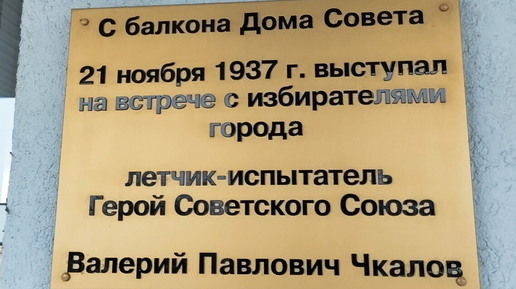 С балкона Дома Совета
21 ноября 1937 г. выступал
на встрече с избирателями
города
летчик-испытатель
Герой Советского Союза
Валерий Павлович Чкалов